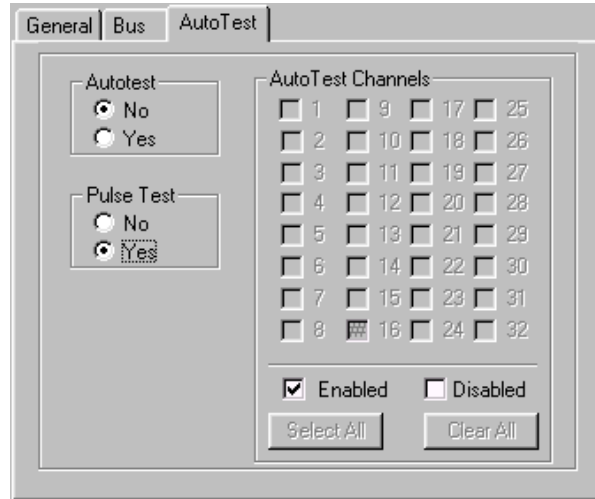 General Bus AutoTest
Autotest
No
Yes
Pulse Test
No
Yes
AutoTest Channels
1 9 17 25
2 10 18 26
3 11 19 27
4 12 20 28
5 13 21 29
6 14 22 30
7 15 23 31
8 16 24 32
Enabled Disabled
Select All Clear All